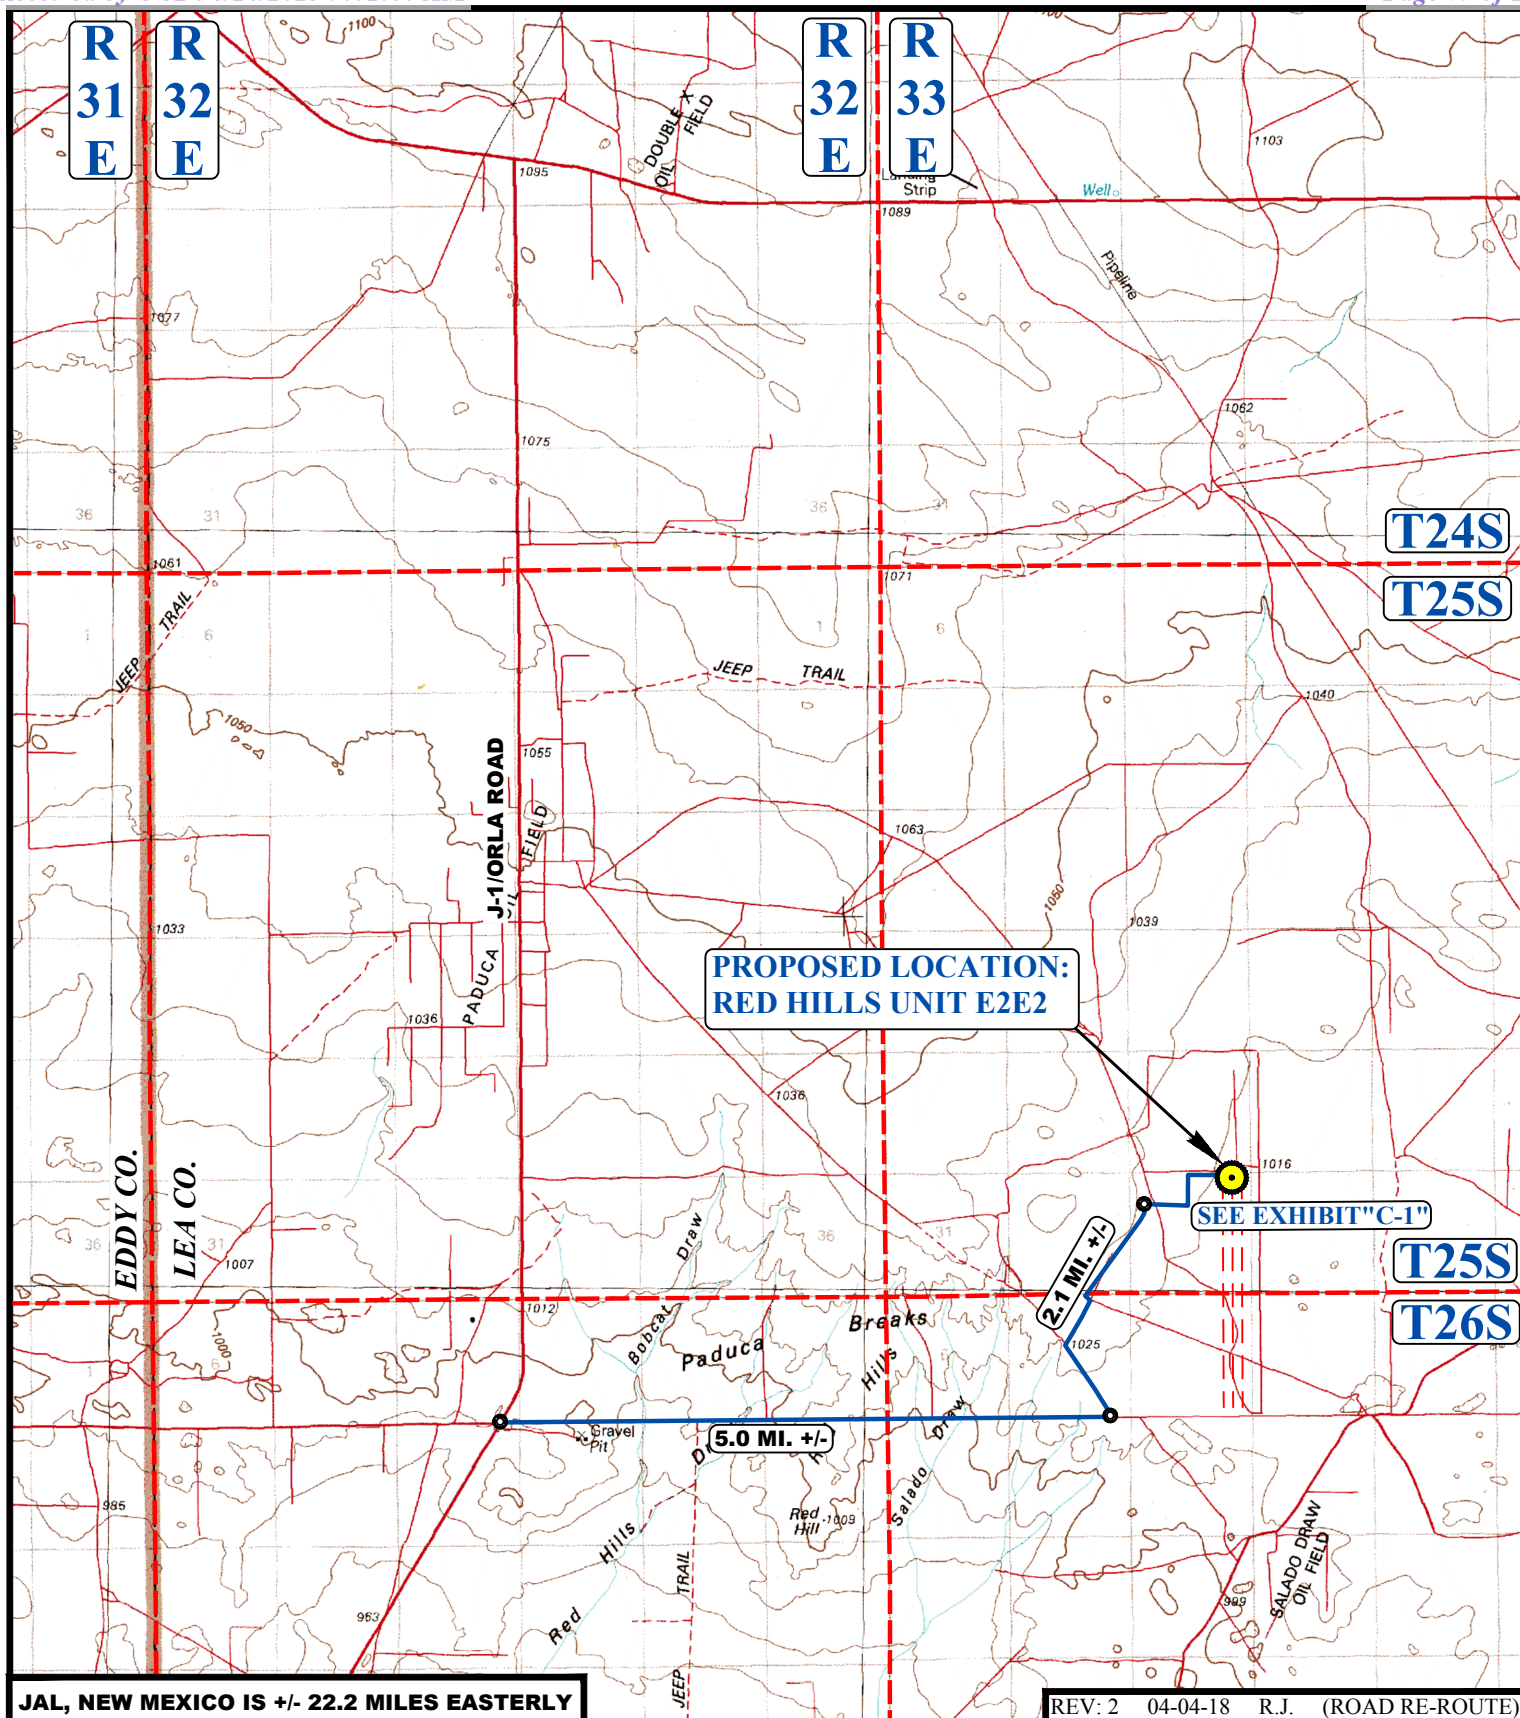 R
31
E
R
32
E
R
32
E
R
33
E
1100
DOUBLE X
OIL FIELD
1095
Landing
Strip
Well
1089
1103
Pipeline
1077
1062
1075
36
31
36
31
T24S
1061
1071
T25S
JEEP TRAIL
1
6
1
6
JEEP TRAIL
1040
1050
1055
J-1/ORLA ROAD
PADUCA OIL FIELD
1063
1050
1039
1033
PROPOSED LOCATION:
RED HILLS UNIT E2E2
1036
1036
1016
SEE EXHIBIT"C-1"
EDDY CO.
LEA CO.
36
31
36
31
1007
2.1 MI. +/-
T25S
T26S
1012
Bobcat Draw
Paduca Breaks
1025
1000
6
1
6
Hills
Gravel
Pit
5.0 MI. +/-
Salado Draw
985
Red
Hill
1009
Red Hills
JEEP TRAIL
SALADO DRAW
OIL FIELD
963
999
JAL, NEW MEXICO IS +/- 22.2 MILES EASTERLY
REV: 2 04-04-18 R.J. (ROAD RE-ROUTE)